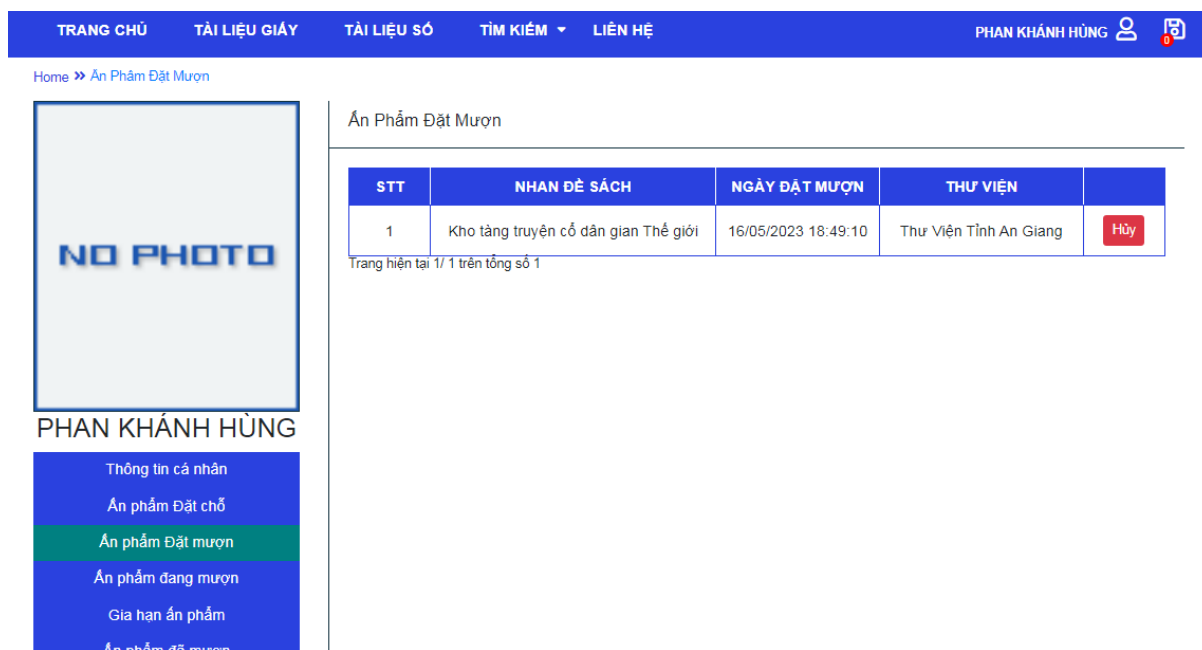 TRANG CHỦ TÀI LIỆU GIẤY TÀI LIỆU SỐ TÌM KIẾM LIÊN HỆ PHAN KHÁNH HÙNG 0
Home » Ấn Phẩm Đặt Mượn
NO PHOTO
PHAN KHÁNH HÙNG
Thông tin cá nhân
Ấn phẩm Đặt chỗ
Ấn phẩm Đặt mượn
Ấn phẩm đang mượn
Gia hạn ấn phẩm
Ấn phẩm đã mượn
Ấn Phẩm Đặt Mượn
STT NHAN ĐỀ SÁCH NGÀY ĐẶT MƯỢN THƯ VIỆN
1 Kho tàng truyện cổ dân gian Thế giới 16/05/2023 18:49:10 Thư Viện Tỉnh An Giang Hủy
Trang hiện tại 1/ 1 trên tổng số 1